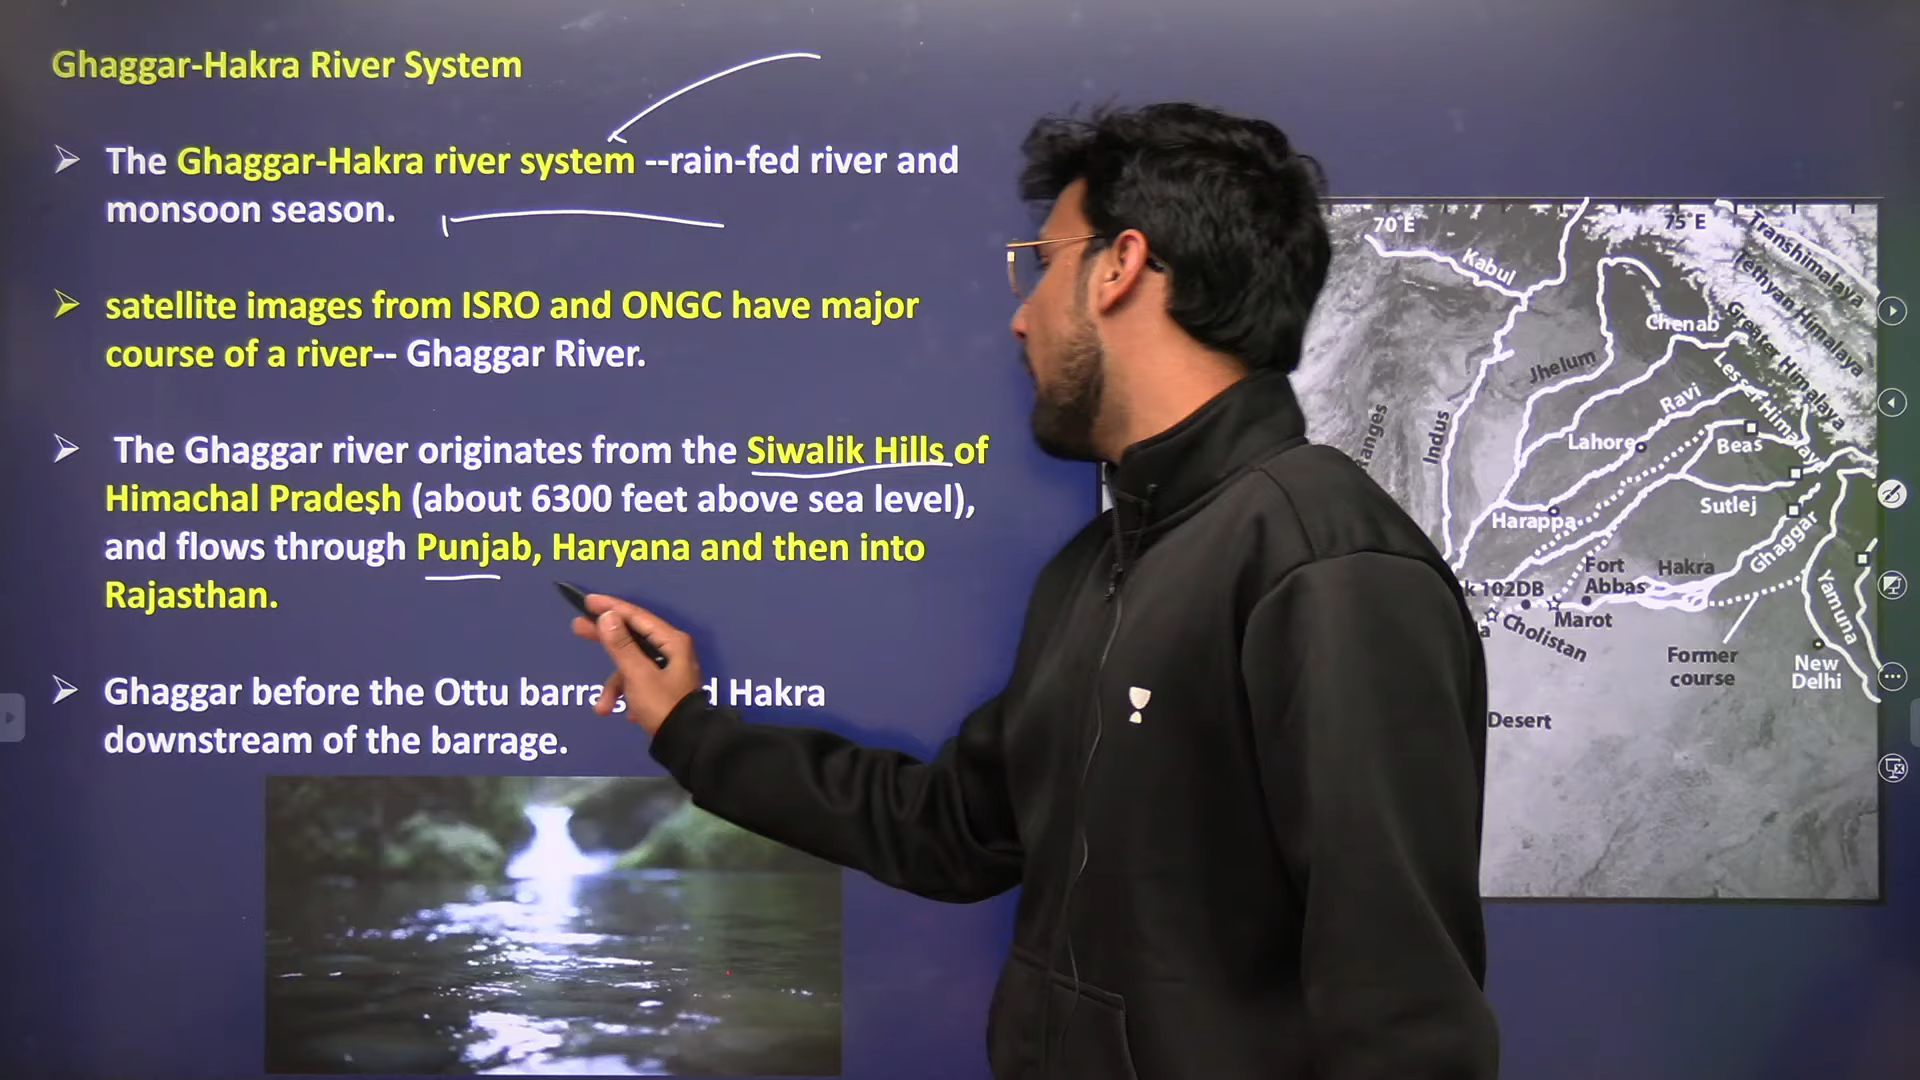 Ghaggar-Hakra River System
The Ghaggar-Hakra river system --rain-fed river and
monsoon season.
satellite images from ISRO and ONGC have major
course of a river-- Ghaggar River.
The Ghaggar river originates from the Siwalik Hills of
Himachal Pradesh (about 6300 feet above sea level),
and flows through Punjab, Haryana and then into
Rajasthan.
Ghaggar before the Ottu Hakra
downstream of the barrage.
70°E
75°E
Transhimalaya
Tethyan Himalaya
Greater Himalaya
Lesser Himalaya
Kabul
Chenab
Jhelum
Ravi
Indus
Ranges
Lahore
Beas
Sutlej
Harappa
Ghaggar
Fort
Abbas
Hakra
102DB
Marot
Cholistan
Yamuna
Former
course
New
Delhi
Desert